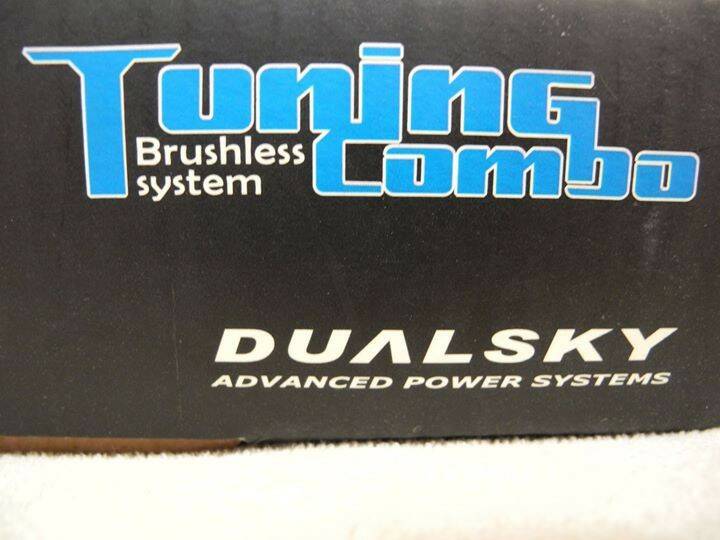 Tuning
Combo
Brushless
system
DUALSKY
ADVANCED POWER SYSTEMS